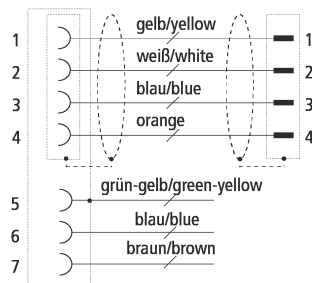 1 gelb/yellow 1
2 weiß/white 2
3 blau/blue 3
4 orange 4
5 grün-gelb/green-yellow
6 blau/blue
7 braun/brown